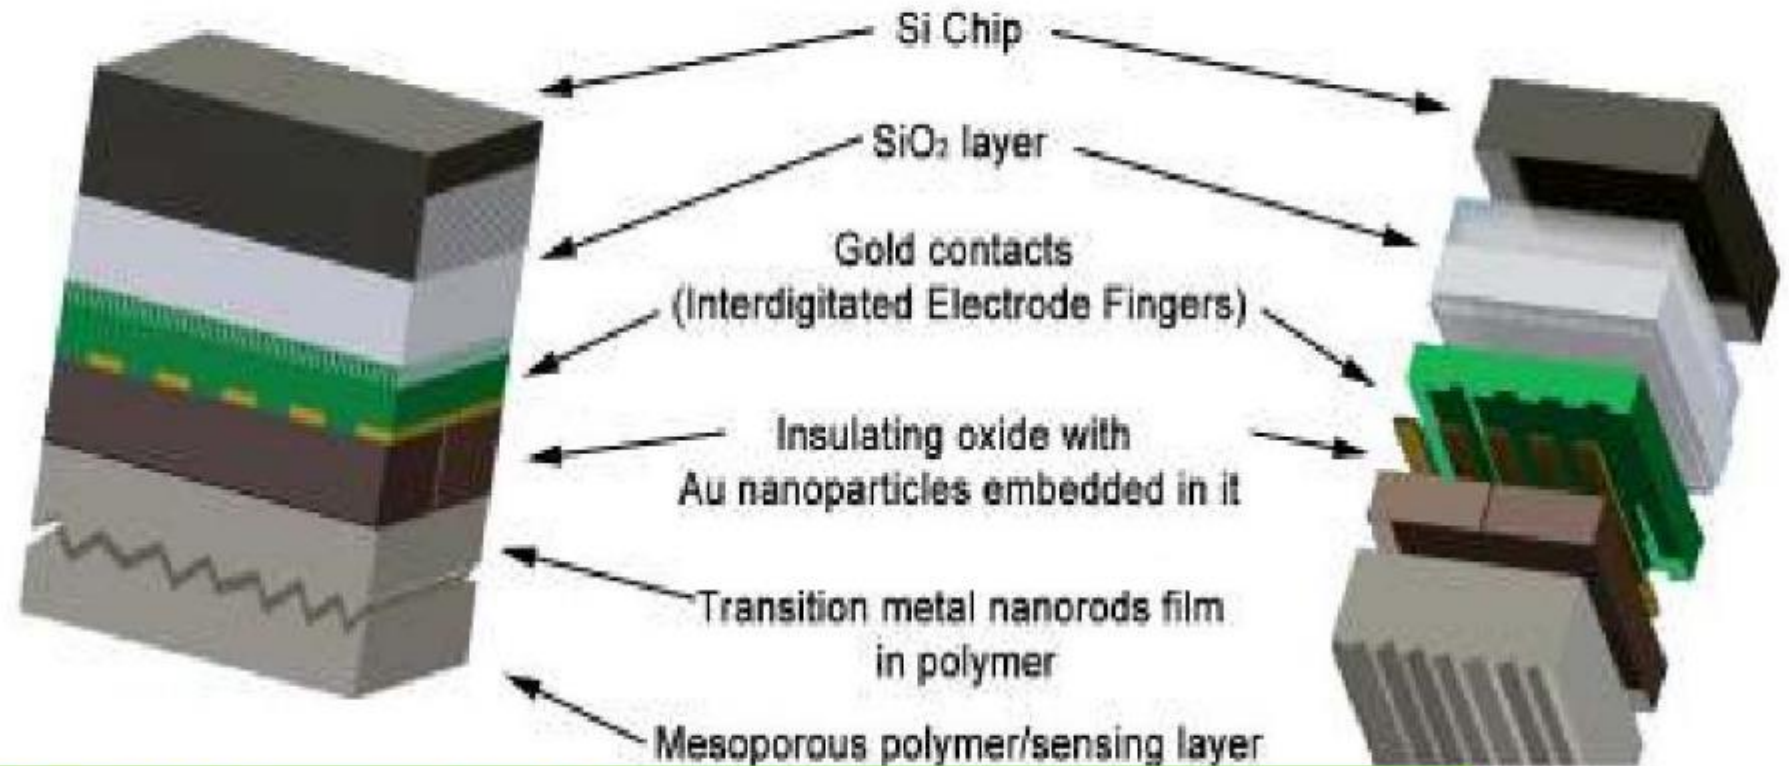 Si Chip
SiO₂ layer
Gold contacts
(Interdigitated Electrode Fingers)
Insulating oxide with
Au nanoparticles embedded in it
Transition metal nanorods film
in polymer
Mesoporous polymer/sensing layer